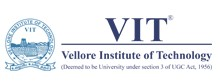 VIT®
Vellore Institute of Technology
(Deemed to be University under section 3 of UGC Act, 1956)